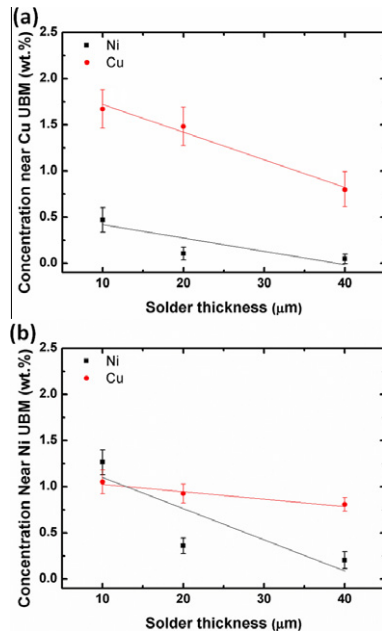 (a)
2.5
Ni
Cu
2.0
1.5
1.0
0.5
0.0
Concentration near Cu UBM (wt.%)
10 20 30 40
Solder thickness (μm)
(b)
2.5
Ni
Cu
2.0
1.5
1.0
0.5
0.0
Concentration Near Ni UBM (wt.%)
10 20 30 40
Solder thickness (μm)